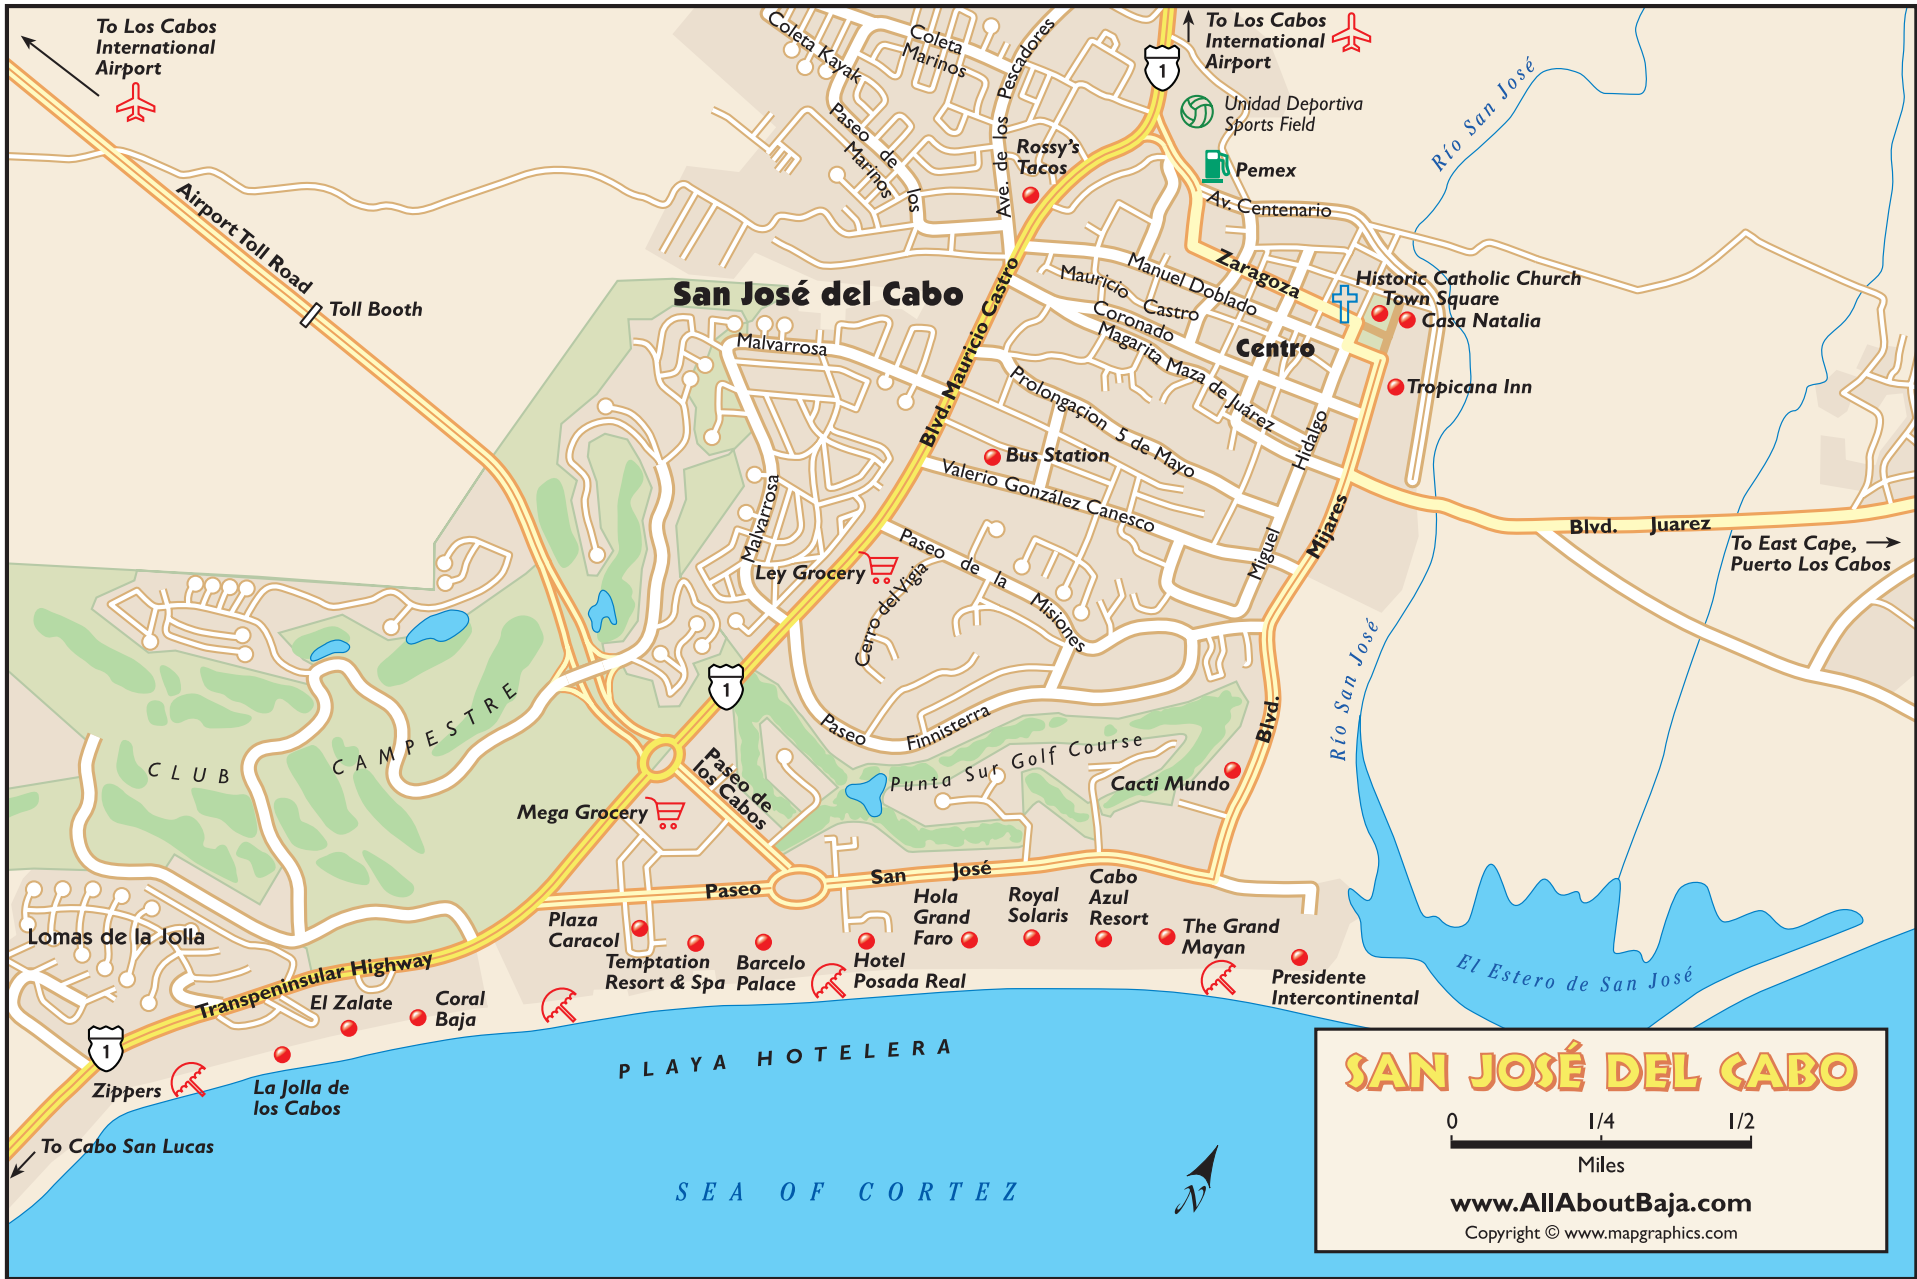 To Los Cabos
International
Airport
To Los Cabos
International
Airport
1
Coleta Kayak
Coleta
Marinos
Paseo de
los
Marinos
Ave. de los Pescadores
Rossy's
Tacos
Unidad Deportiva
Sports Field
Pemex
Av. Centenario
Río San José
Airport Toll Road
Toll Booth
San José del Cabo
Blvd. Mauricio Castro
Manuel Doblado
Zaragoza
Mauricio Castro
Coronado
Magarita Maza de Juárez
Centro
Historic Catholic Church
Town Square
Casa Natalia
Tropicana Inn
Malvarrosa
Malvarrosa
Prolongaçion 5 de Mayo
Bus Station
Valerio González Canesco
Miguel Hidalgo
Blvd. Mijares
Blvd. Juarez
To East Cape,
Puerto Los Cabos
Ley Grocery
Paseo de la Misiones
Cerro del Vigia
Río San José
1
Paseo Finnisterra
CLUB CAMPESTRE
Punta Sur Golf Course
Cacti Mundo
Paseo de
los Cabos
Mega Grocery
Paseo San José
Lomas de la Jolla
Transpeninsular Highway
Plaza
Caracol
Temptation
Resort & Spa
Barcelo
Palace
Hotel
Posada Real
Hola
Grand
Faro
Royal
Solaris
Cabo
Azul
Resort
The Grand
Mayan
Presidente
Intercontinental
El Estero de San José
El Zalate
Coral
Baja
1
Zippers
La Jolla de
los Cabos
To Cabo San Lucas
PLAYA HOTELERA
SEA OF CORTEZ
N
SAN JOSÉ DEL CABO
0 1/4 1/2
Miles
www.AllAboutBaja.com
Copyright © www.mapgraphics.com